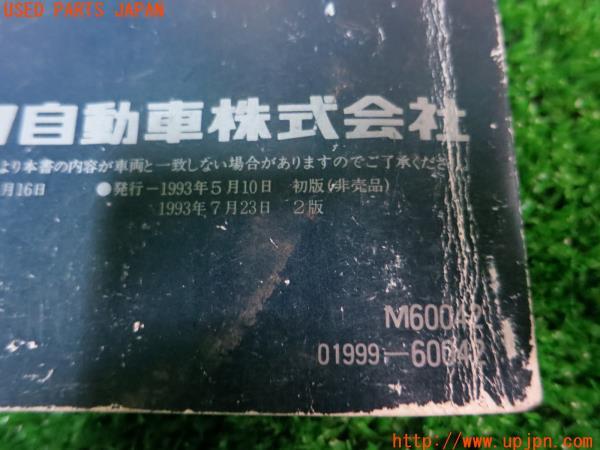 USED PARTS JAPAN
自動車株式会社
より本書の内容が車両と一致しない場合がありますのでご了承くださ
月16日 ●発行－1993年5月10日 初版(非売品)
1993年7月23日 2版
M60042
01999－60042
http://www.upjpn.com/